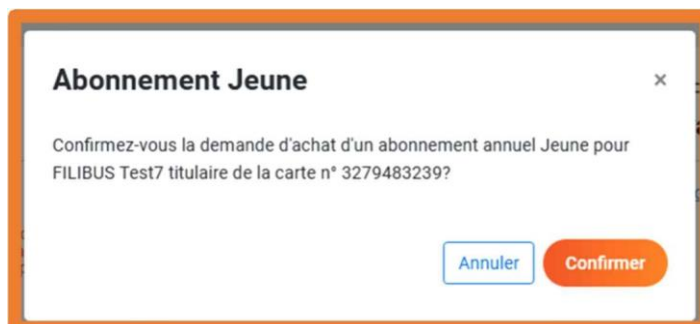 Abonnement Jeune
×
Confirmez-vous la demande d'achat d'un abonnement annuel Jeune pour
FILIBUS Test7 titulaire de la carte n° 3279483239?
Annuler
Confirmer